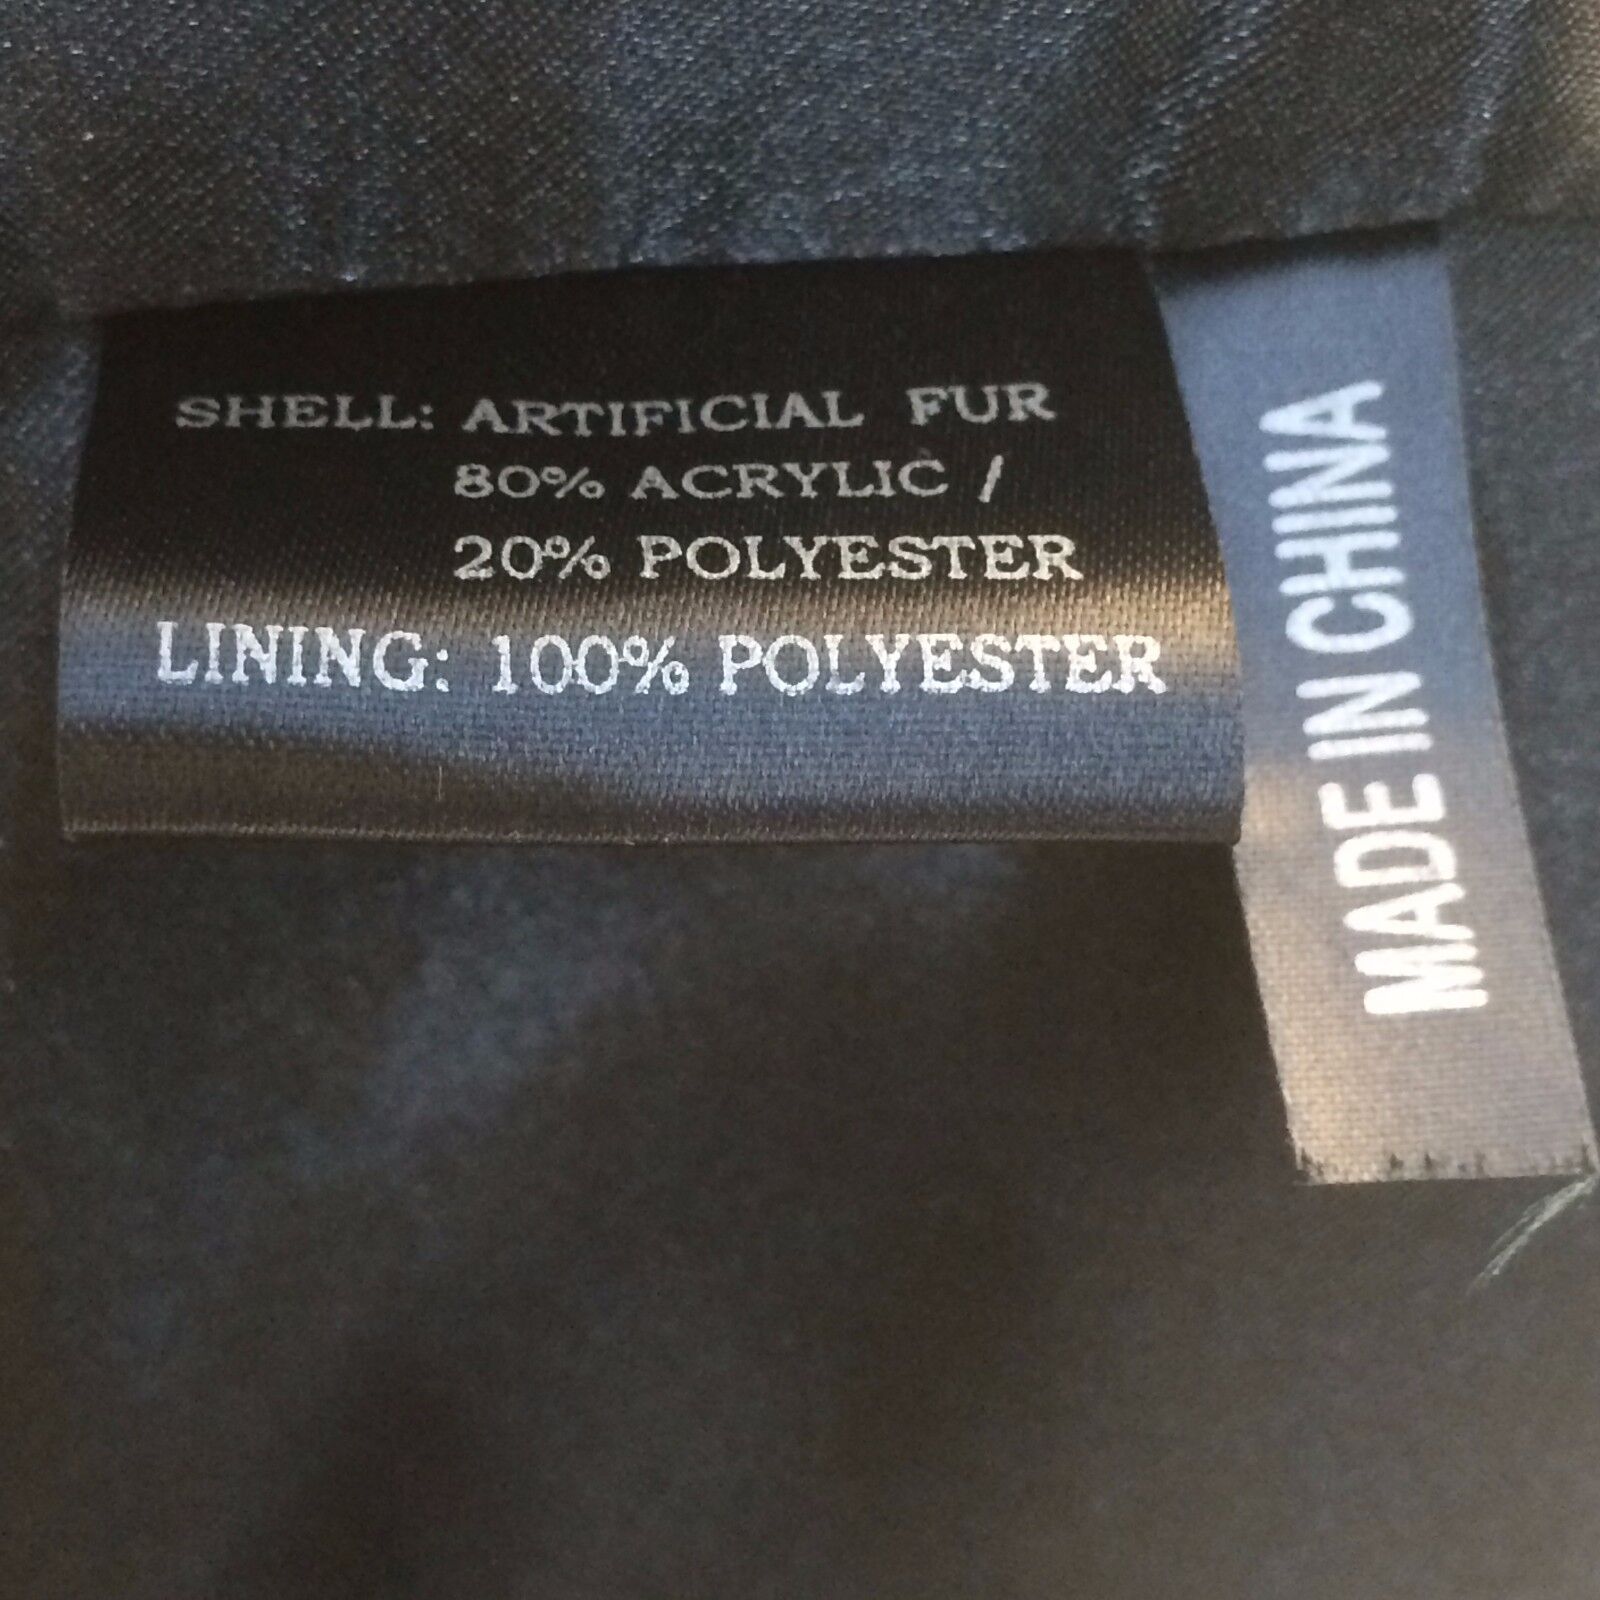 SHELL: ARTIFICIAL FUR
80% ACRYLIC /
20% POLYESTER
LINING: 100% POLYESTER
MADE IN CHINA